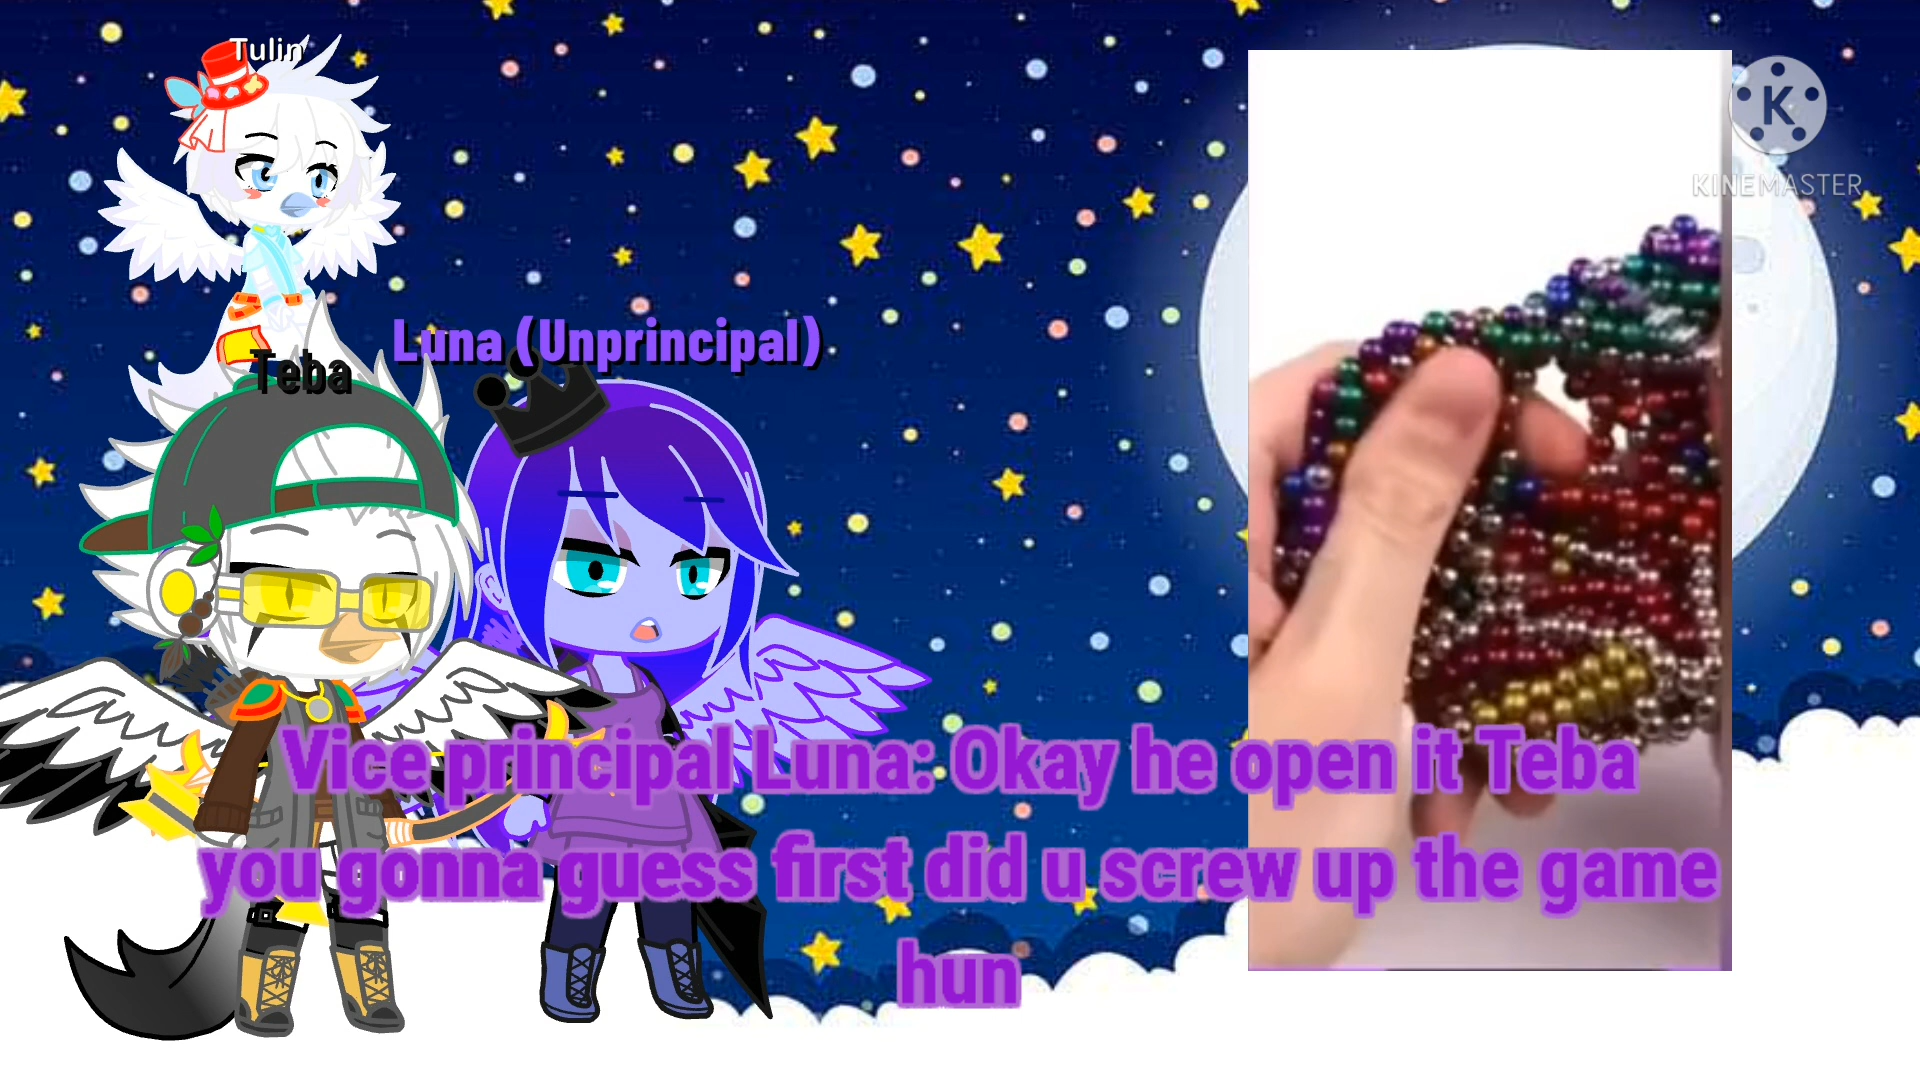 Tulin
K
KINEMASTER
Luna (Unprincipal)
Teba
Vice principal Luna: Okay he open it Teba
you gonna guess first did u screw up the game
hun